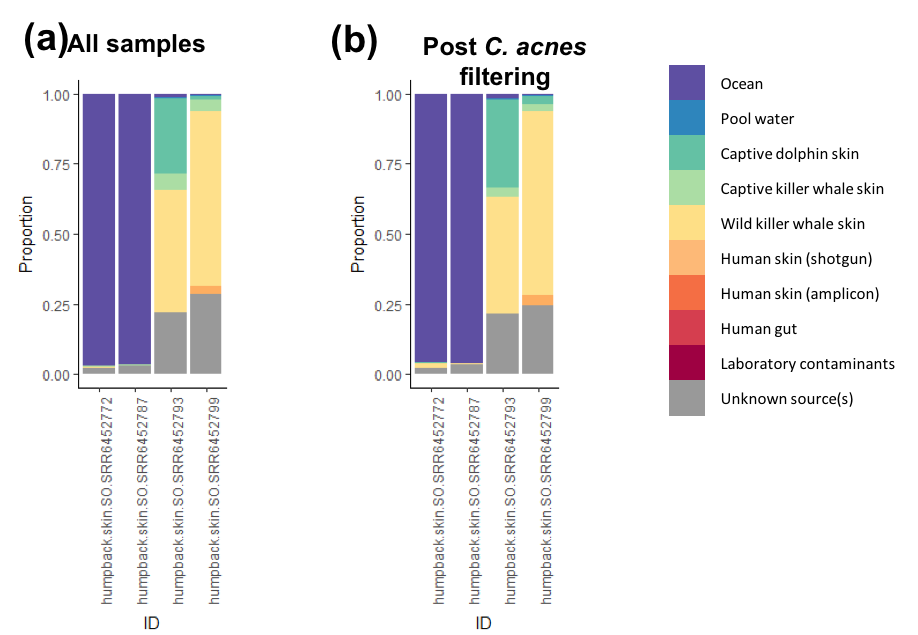 (a)All samples
1.00
0.75
0.50
0.25
0.00
Proportion
humpback.skin.SO.SRR6452772
humpback.skin.SO.SRR6452787
humpback.skin.SO.SRR6452793
humpback.skin.SO.SRR6452799
ID
(b)
Post C. acnes
filtering
1.00
0.75
0.50
0.25
0.00
Proportion
humpback.skin.SO.SRR6452772
humpback.skin.SO.SRR6452787
humpback.skin.SO.SRR6452793
humpback.skin.SO.SRR6452799
ID
Ocean
Pool water
Captive dolphin skin
Captive killer whale skin
Wild killer whale skin
Human skin (shotgun)
Human skin (amplicon)
Human gut
Laboratory contaminants
Unknown source(s)